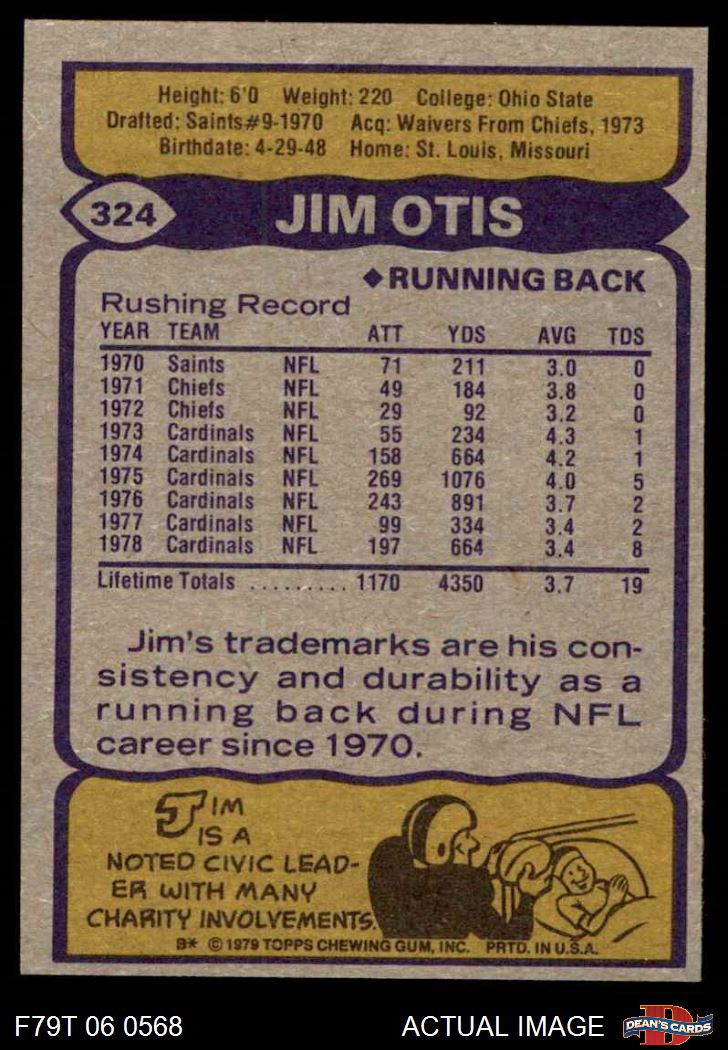 Height: 6'0 Weight: 220 College: Ohio State
Drafted: Saints#9-1970 Acq: Waivers From Chiefs, 1973
Birthdate: 4-29-48 Home: St. Louis, Missouri
324 JIM OTIS
◆RUNNING BACK
Rushing Record
YEAR TEAM ATT YDS AVG TDS
1970 Saints NFL 71 211 3.0 0
1971 Chiefs NFL 49 184 3.8 0
1972 Chiefs NFL 29 92 3.2 0
1973 Cardinals NFL 55 234 4.3 1
1974 Cardinals NFL 158 664 4.2 1
1975 Cardinals NFL 269 1076 4.0 5
1976 Cardinals NFL 243 891 3.7 2
1977 Cardinals NFL 99 334 3.4 2
1978 Cardinals NFL 197 664 3.4 8
Lifetime Totals ......... 1170 4350 3.7 19
Jim's trademarks are his con-
sistency and durability as a
running back during NFL
career since 1970.
JIM
IS A
NOTED CIVIC LEAD-
ER WITH MANY
CHARITY INVOLVEMENTS.
B* © 1979 TOPPS CHEWING GUM, INC. PRTD. IN U.S.A.
F79T 06 0568 ACTUAL IMAGE D DEAN'S CARDS